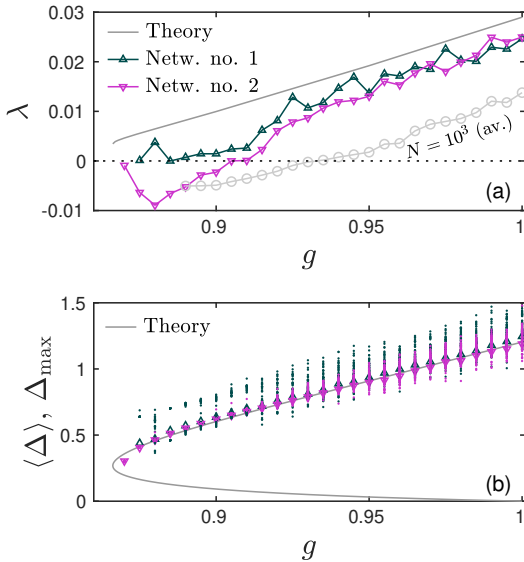 0.03
Theory
Netw. no. 1
Netw. no. 2
0.02
λ
0.01
N = 10³ (av.)
0
(a)
-0.01
0.9
0.95
1
g
1.5
Theory
⟨Δ⟩, Δmax
1
0.5
(b)
0
0.9
0.95
1
g